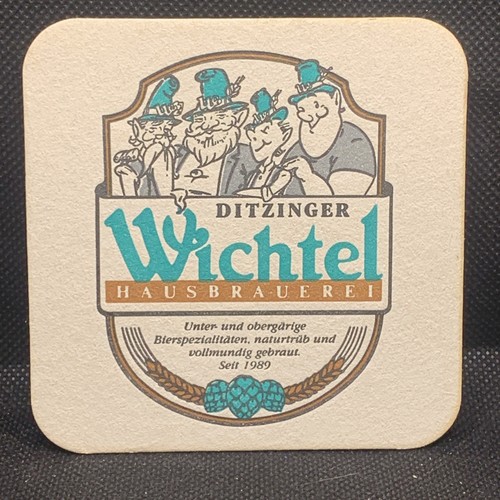 DITZINGER
Wichtel
HAUSBRAUEREI
Unter- und obergärige
Bierspezialitäten, naturtrüb und
vollmundig gebraut.
Seit 1989